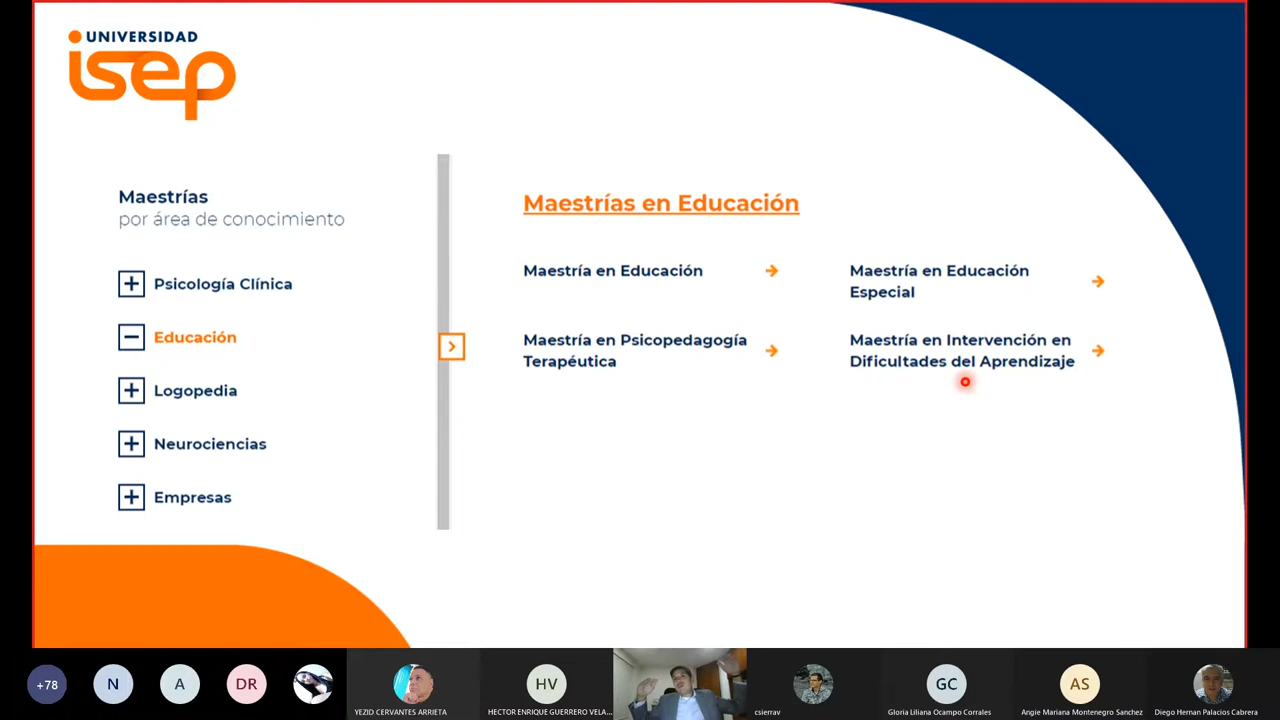 UNIVERSIDAD
isep
Maestrías
por área de conocimiento
Psicología Clínica
Educación
Logopedia
Neurociencias
Empresas
Maestrías en Educación
Maestría en Educación
Maestría en Educación
Especial
Maestría en Psicopedagogía
Terapéutica
Maestría en Intervención en
Dificultades del Aprendizaje
+78
N
A
DR
YEZID CERVANTES ARRIETA
HV
HECTOR ENRIQUE GUERRERO VELA...
csierrav
GC
Gloria Liliana Ocampo Corrales
AS
Angie Mariana Montenegro Sanchez
Diego Hernan Palacios Cabrera